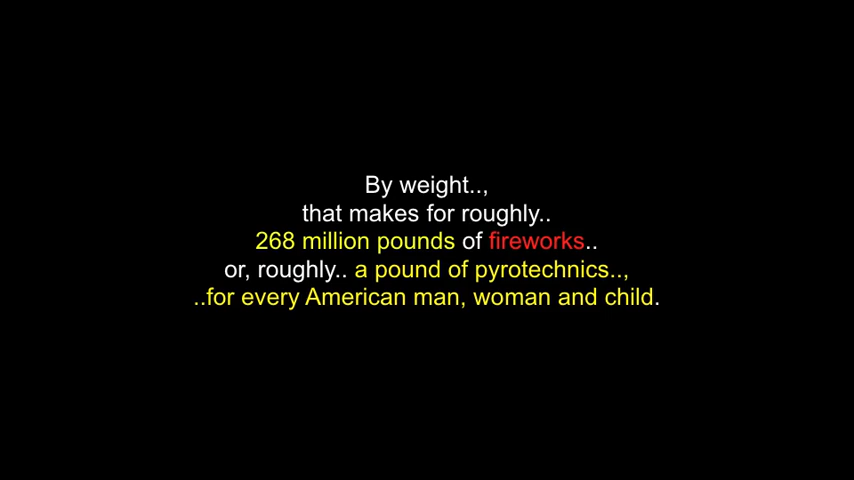 By weight..,
that makes for roughly..
268 million pounds of fireworks..
or, roughly.. a pound of pyrotechnics..,
..for every American man, woman and child.